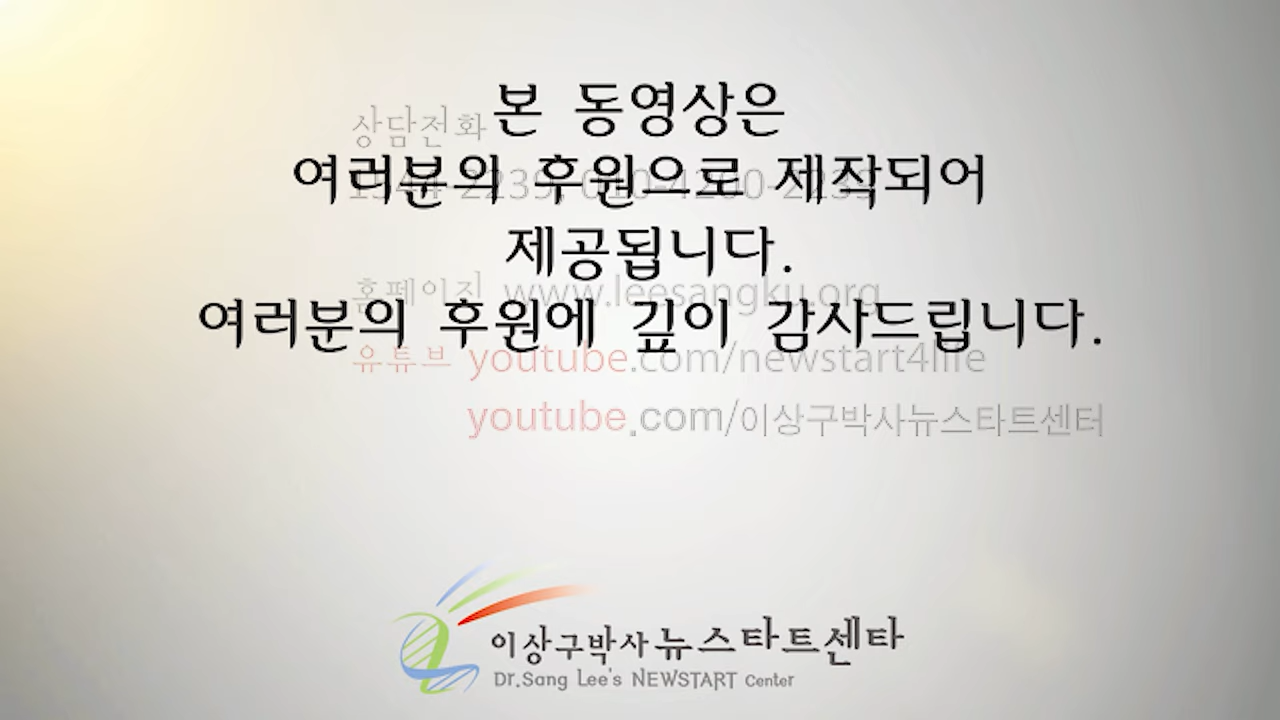 본 동영상은
상담전화
여러분의 후원으로 제작되어
제공됩니다.
홈페이지 www.leesangku.org
여러분의 후원에 깊이 감사드립니다.
유튜브 youtube.com/newstart4life
youtube.com/이상구박사뉴스타트센터
이상구박사 뉴스타트센타
Dr.Sang Lee's NEWSTART Center